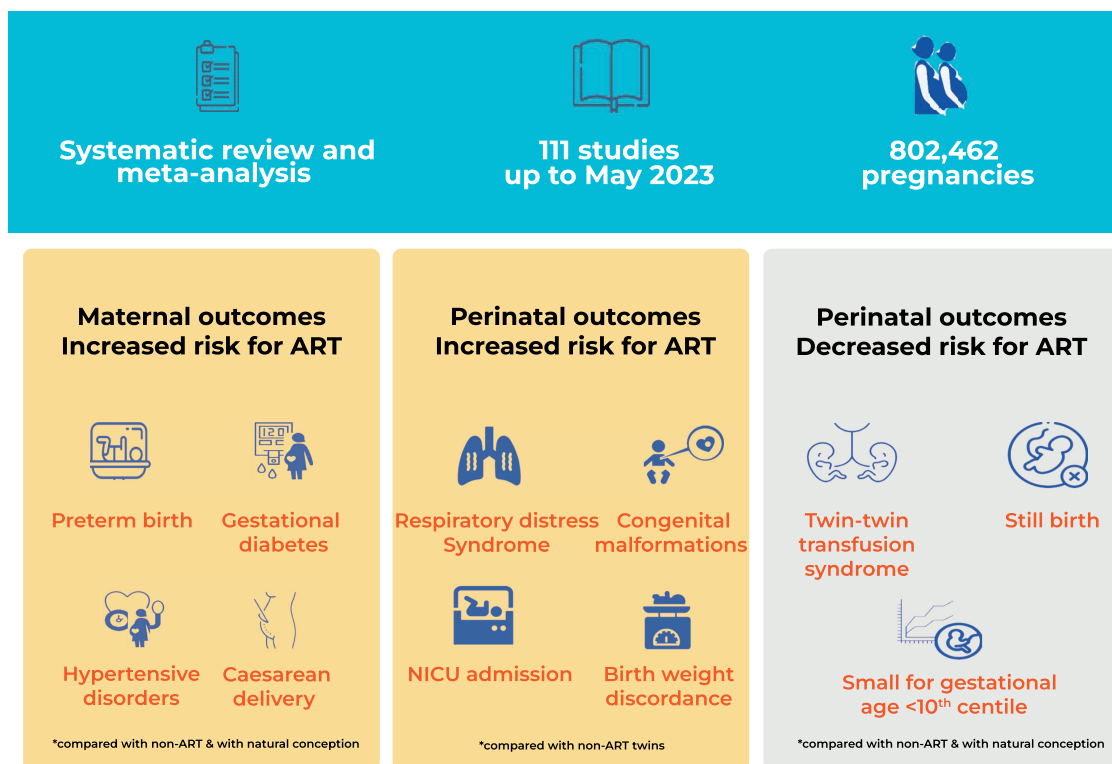 Systematic review and
meta-analysis
111 studies
up to May 2023
802,462
pregnancies
Maternal outcomes
Increased risk for ART
120
Preterm birth
Gestational
diabetes
Hypertensive
disorders
Caesarean
delivery
*compared with non-ART & with natural conception
Perinatal outcomes
Increased risk for ART
Respiratory distress
Syndrome
Congenital
malformations
NICU admission
Birth weight
discordance
*compared with non-ART twins
Perinatal outcomes
Decreased risk for ART
Twin-twin
transfusion
syndrome
Still birth
Small for gestational
age <10th centile
*compared with non-ART & with natural conception